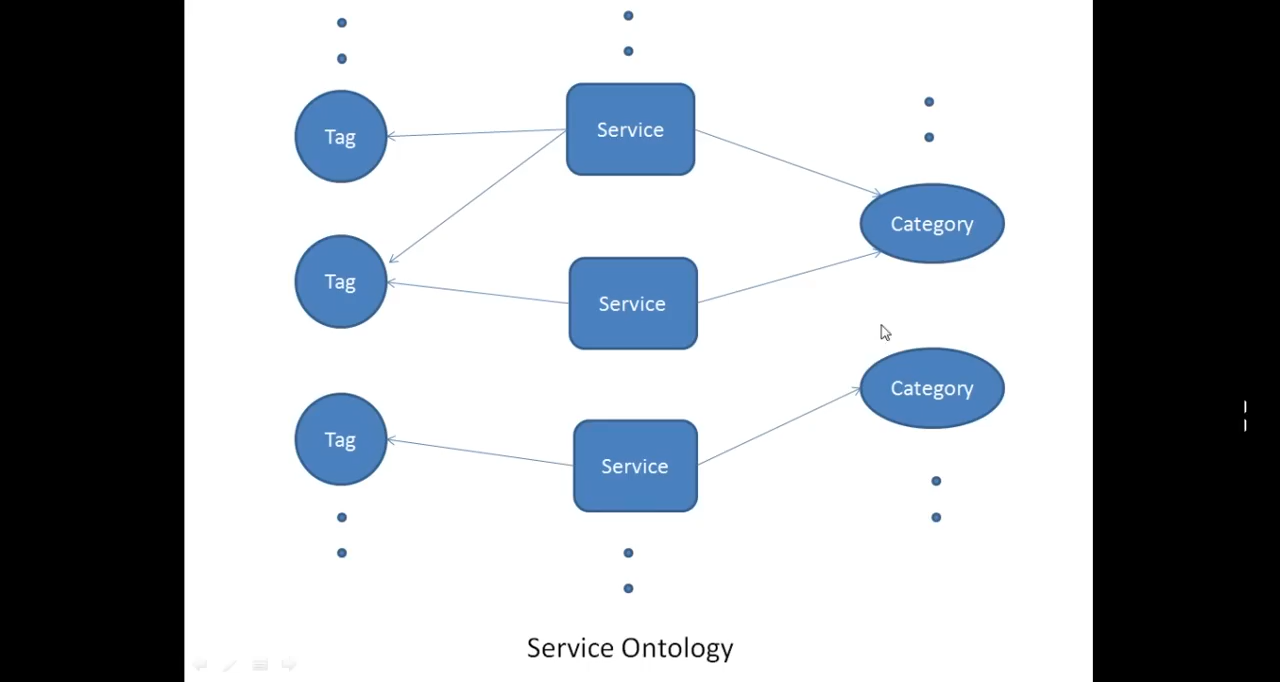 Tag
Service
Category
Tag
Service
Category
Tag
Service
Service Ontology